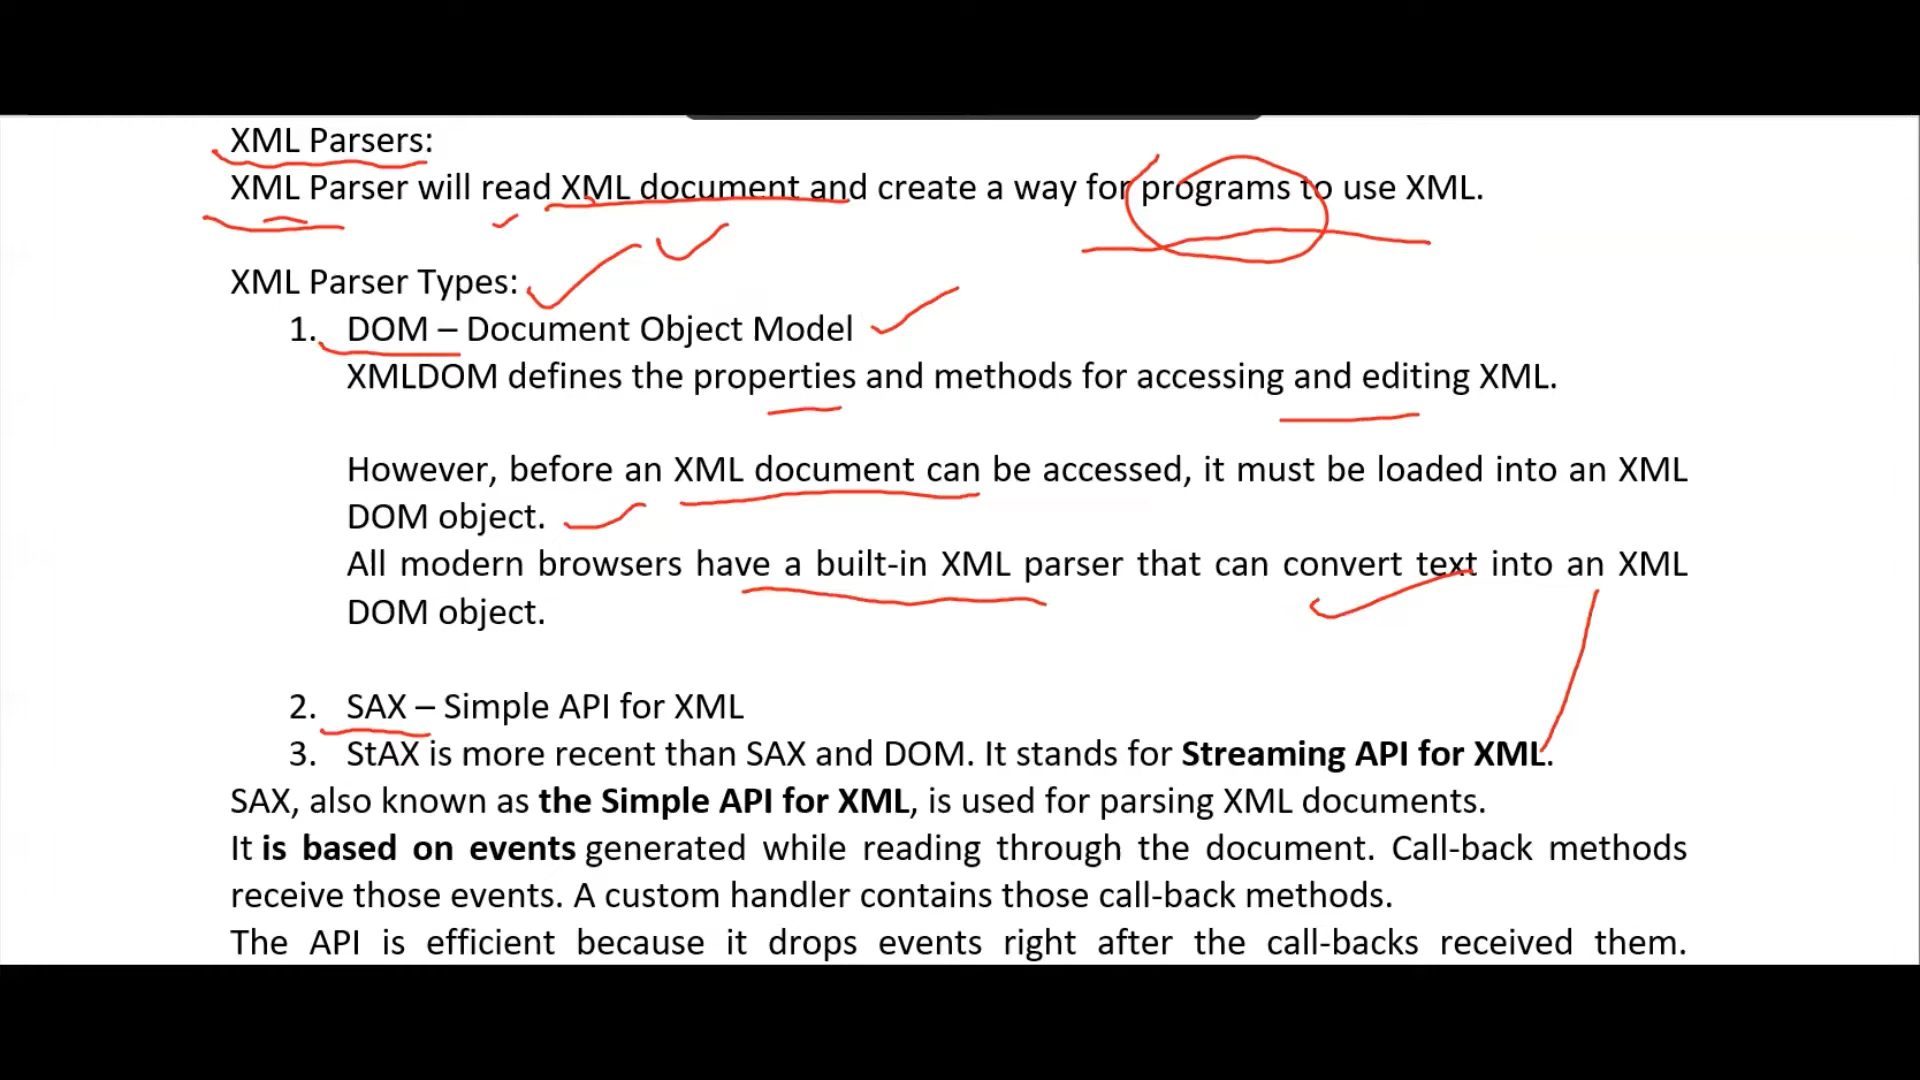 XML Parsers:
XML Parser will read XML document and create a way for programs to use XML.
XML Parser Types:
1. DOM – Document Object Model
XMLDOM defines the properties and methods for accessing and editing XML.
However, before an XML document can be accessed, it must be loaded into an XML
DOM object.
All modern browsers have a built-in XML parser that can convert text into an XML
DOM object.
2. SAX – Simple API for XML
3. StAX is more recent than SAX and DOM. It stands for Streaming API for XML.
SAX, also known as the Simple API for XML, is used for parsing XML documents.
It is based on events generated while reading through the document. Call-back methods
receive those events. A custom handler contains those call-back methods.
The API is efficient because it drops events right after the call-backs received them.